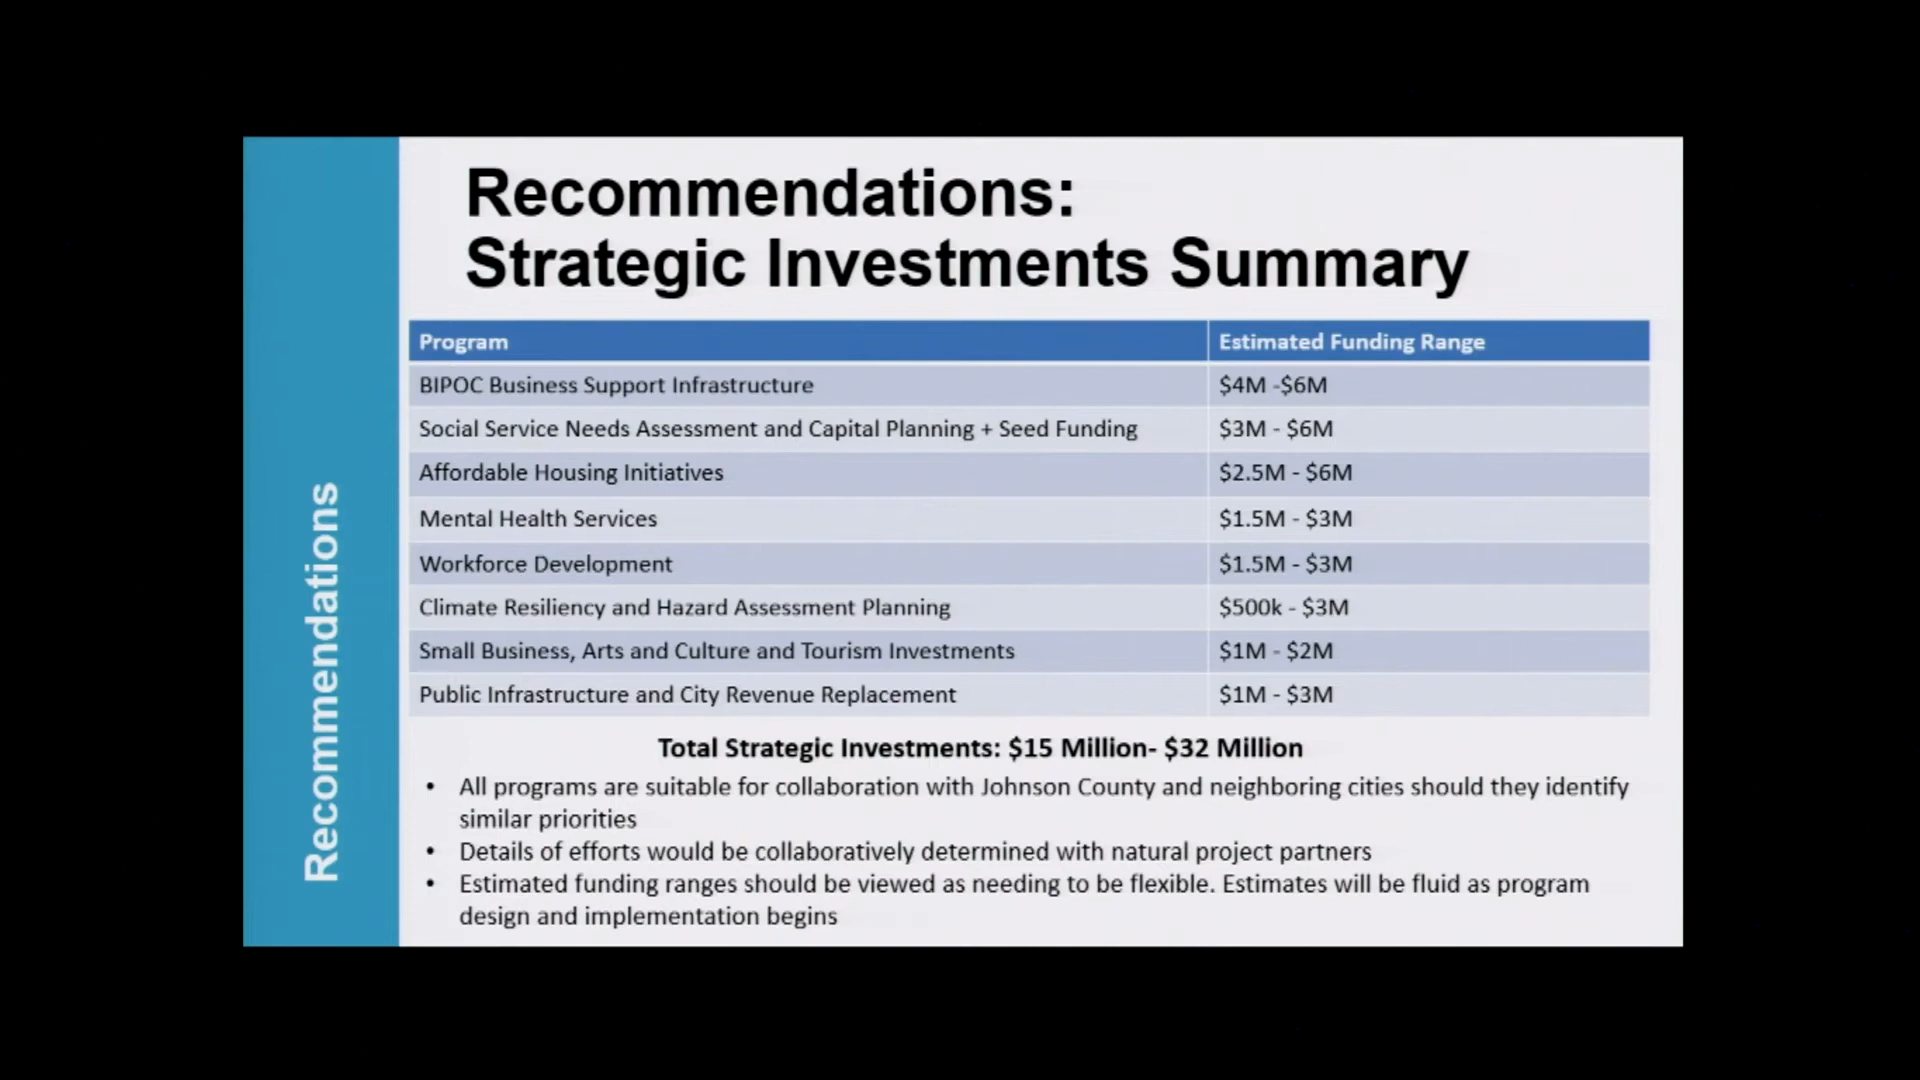 Recommendations:
Strategic Investments Summary
Recommendations
Program Estimated Funding Range
BIPOC Business Support Infrastructure $4M -$6M
Social Service Needs Assessment and Capital Planning + Seed Funding $3M - $6M
Affordable Housing Initiatives $2.5M - $6M
Mental Health Services $1.5M - $3M
Workforce Development $1.5M - $3M
Climate Resiliency and Hazard Assessment Planning $500k - $3M
Small Business, Arts and Culture and Tourism Investments $1M - $2M
Public Infrastructure and City Revenue Replacement $1M - $3M
Total Strategic Investments: $15 Million- $32 Million
• All programs are suitable for collaboration with Johnson County and neighboring cities should they identify
similar priorities
• Details of efforts would be collaboratively determined with natural project partners
• Estimated funding ranges should be viewed as needing to be flexible. Estimates will be fluid as program
design and implementation begins